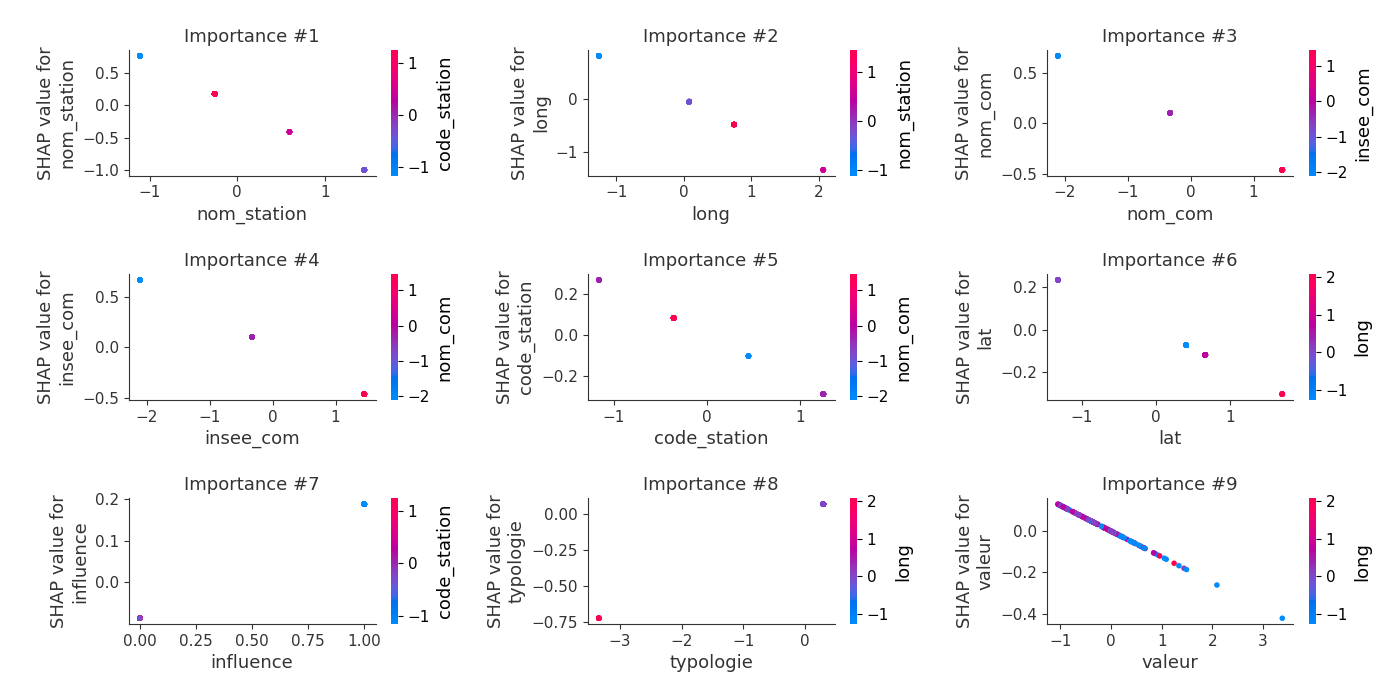 Importance #1
SHAP value for
nom_station
0.5
0.0
−0.5
−1.0
−1
0
1
nom_station
1
0
−1
code_station
Importance #2
SHAP value for
long
0
−1
−1
0
1
2
long
1
0
−1
nom_station
Importance #3
SHAP value for
nom_com
0.5
0.0
−0.5
−2
−1
0
1
nom_com
1
0
−1
−2
insee_com
Importance #4
SHAP value for
insee_com
0.5
0.0
−0.5
−2
−1
0
1
insee_com
1
0
−1
−2
nom_com
Importance #5
SHAP value for
code_station
0.2
0.0
−0.2
−1
0
1
code_station
1
0
−1
−2
nom_com
Importance #6
SHAP value for
lat
0.2
0.0
−0.2
−1
0
1
lat
2
1
0
−1
long
Importance #7
SHAP value for
influence
0.2
0.1
0.0
0.00
0.25
0.50
0.75
1.00
influence
1
0
−1
code_station
Importance #8
SHAP value for
typologie
0.00
−0.25
−0.50
−0.75
−3
−2
−1
0
typologie
2
1
0
−1
long
Importance #9
SHAP value for
valeur
0.0
−0.2
−0.4
−1
0
1
2
3
valeur
2
1
0
−1
long